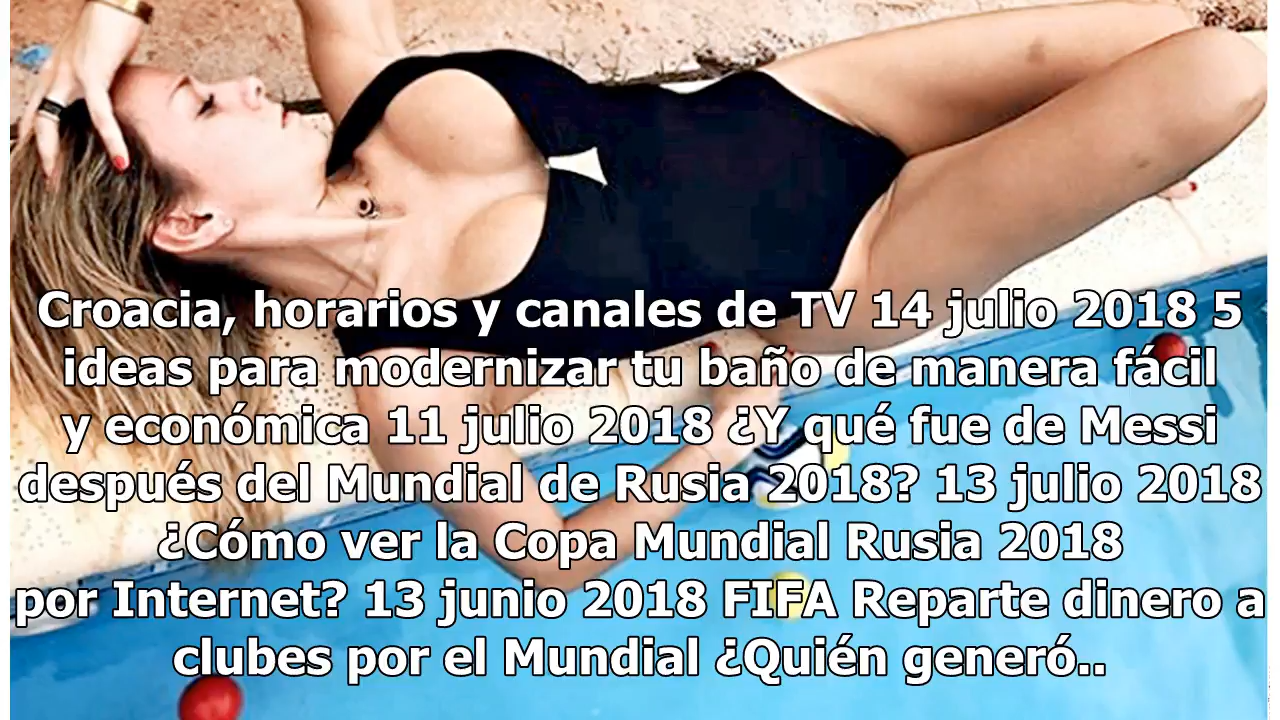 Croacia, horarios y canales de TV 14 julio 2018 5
ideas para modernizar tu baño de manera fácil
y económica 11 julio 2018 ¿Y qué fue de Messi
después del Mundial de Rusia 2018? 13 julio 2018
¿Cómo ver la Copa Mundial Rusia 2018
por Internet? 13 junio 2018 FIFA Reparte dinero a
clubes por el Mundial ¿Quién generó..